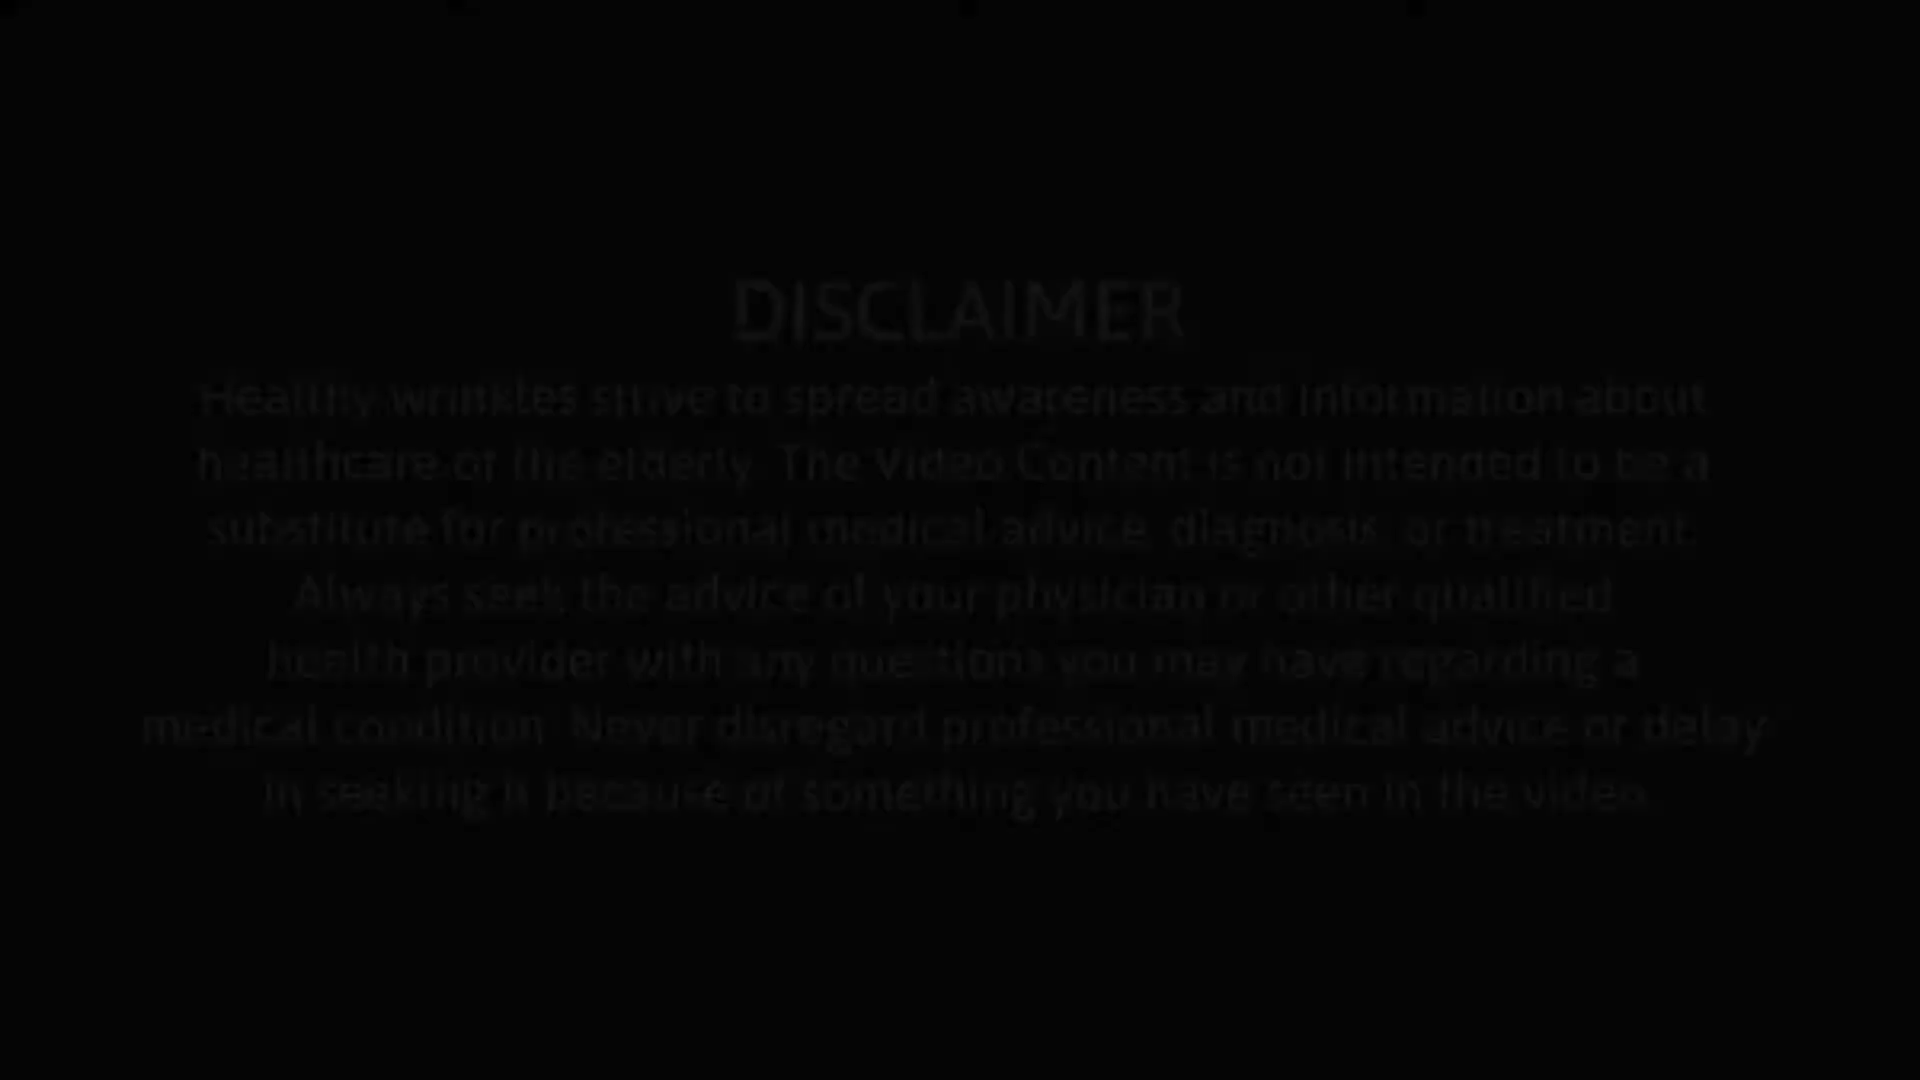 DISCLAIMER
Healthy wrinkles strive to spread awareness and information about
healthcare of the elderly. The Video Content is not intended to be a
substitute for professional medical advice, diagnosis, or treatment.
Always seek the advice of your physician or other qualified
health provider with any questions you may have regarding a
medical condition. Never disregard professional medical advice or delay
in seeking it because of something you have seen in the video.